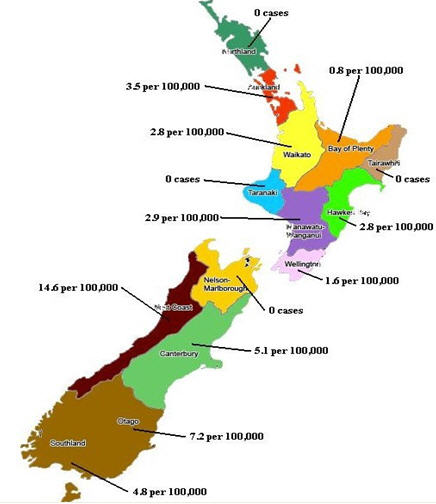 0 cases
Northland
Auckland
3.5 per 100,000
0.8 per 100,000
2.8 per 100,000
Bay of Plenty
Waikato
Tairawhiti
0 cases
0 cases
Taranaki
Hawkes Bay
2.9 per 100,000
Manawatu-
Wanganui
2.8 per 100,000
Wellington
1.6 per 100,000
Nelson-
Marlborough
14.6 per 100,000
West Coast
0 cases
Canterbury
5.1 per 100,000
Otago
7.2 per 100,000
Southland
4.8 per 100,000